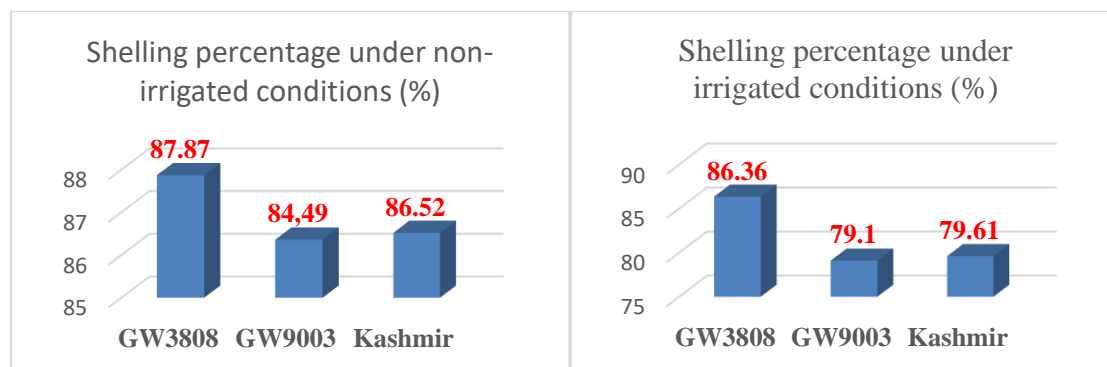 Shelling percentage under non-
irrigated conditions (%)
88
87
86
85
87.87
84,49
86.52
GW3808 GW9003 Kashmir
Shelling percentage under
irrigated conditions (%)
90
85
80
75
86.36
79.1
79.61
GW3808 GW9003 Kashmir